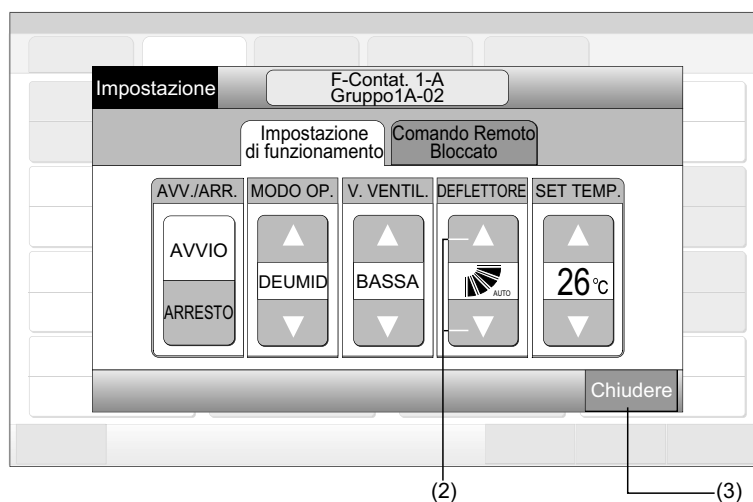 Impostazione
F-Contat. 1-A
Gruppo1A-02
Impostazione
di funzionamento
Comando Remoto
Bloccato
AVV./ARR.
MODO OP.
V. VENTIL.
DEFLETTORE
SET TEMP.
AVVIO
ARRESTO
DEUMID
BASSA
AUTO
26°C
Chiudere
(2)
(3)